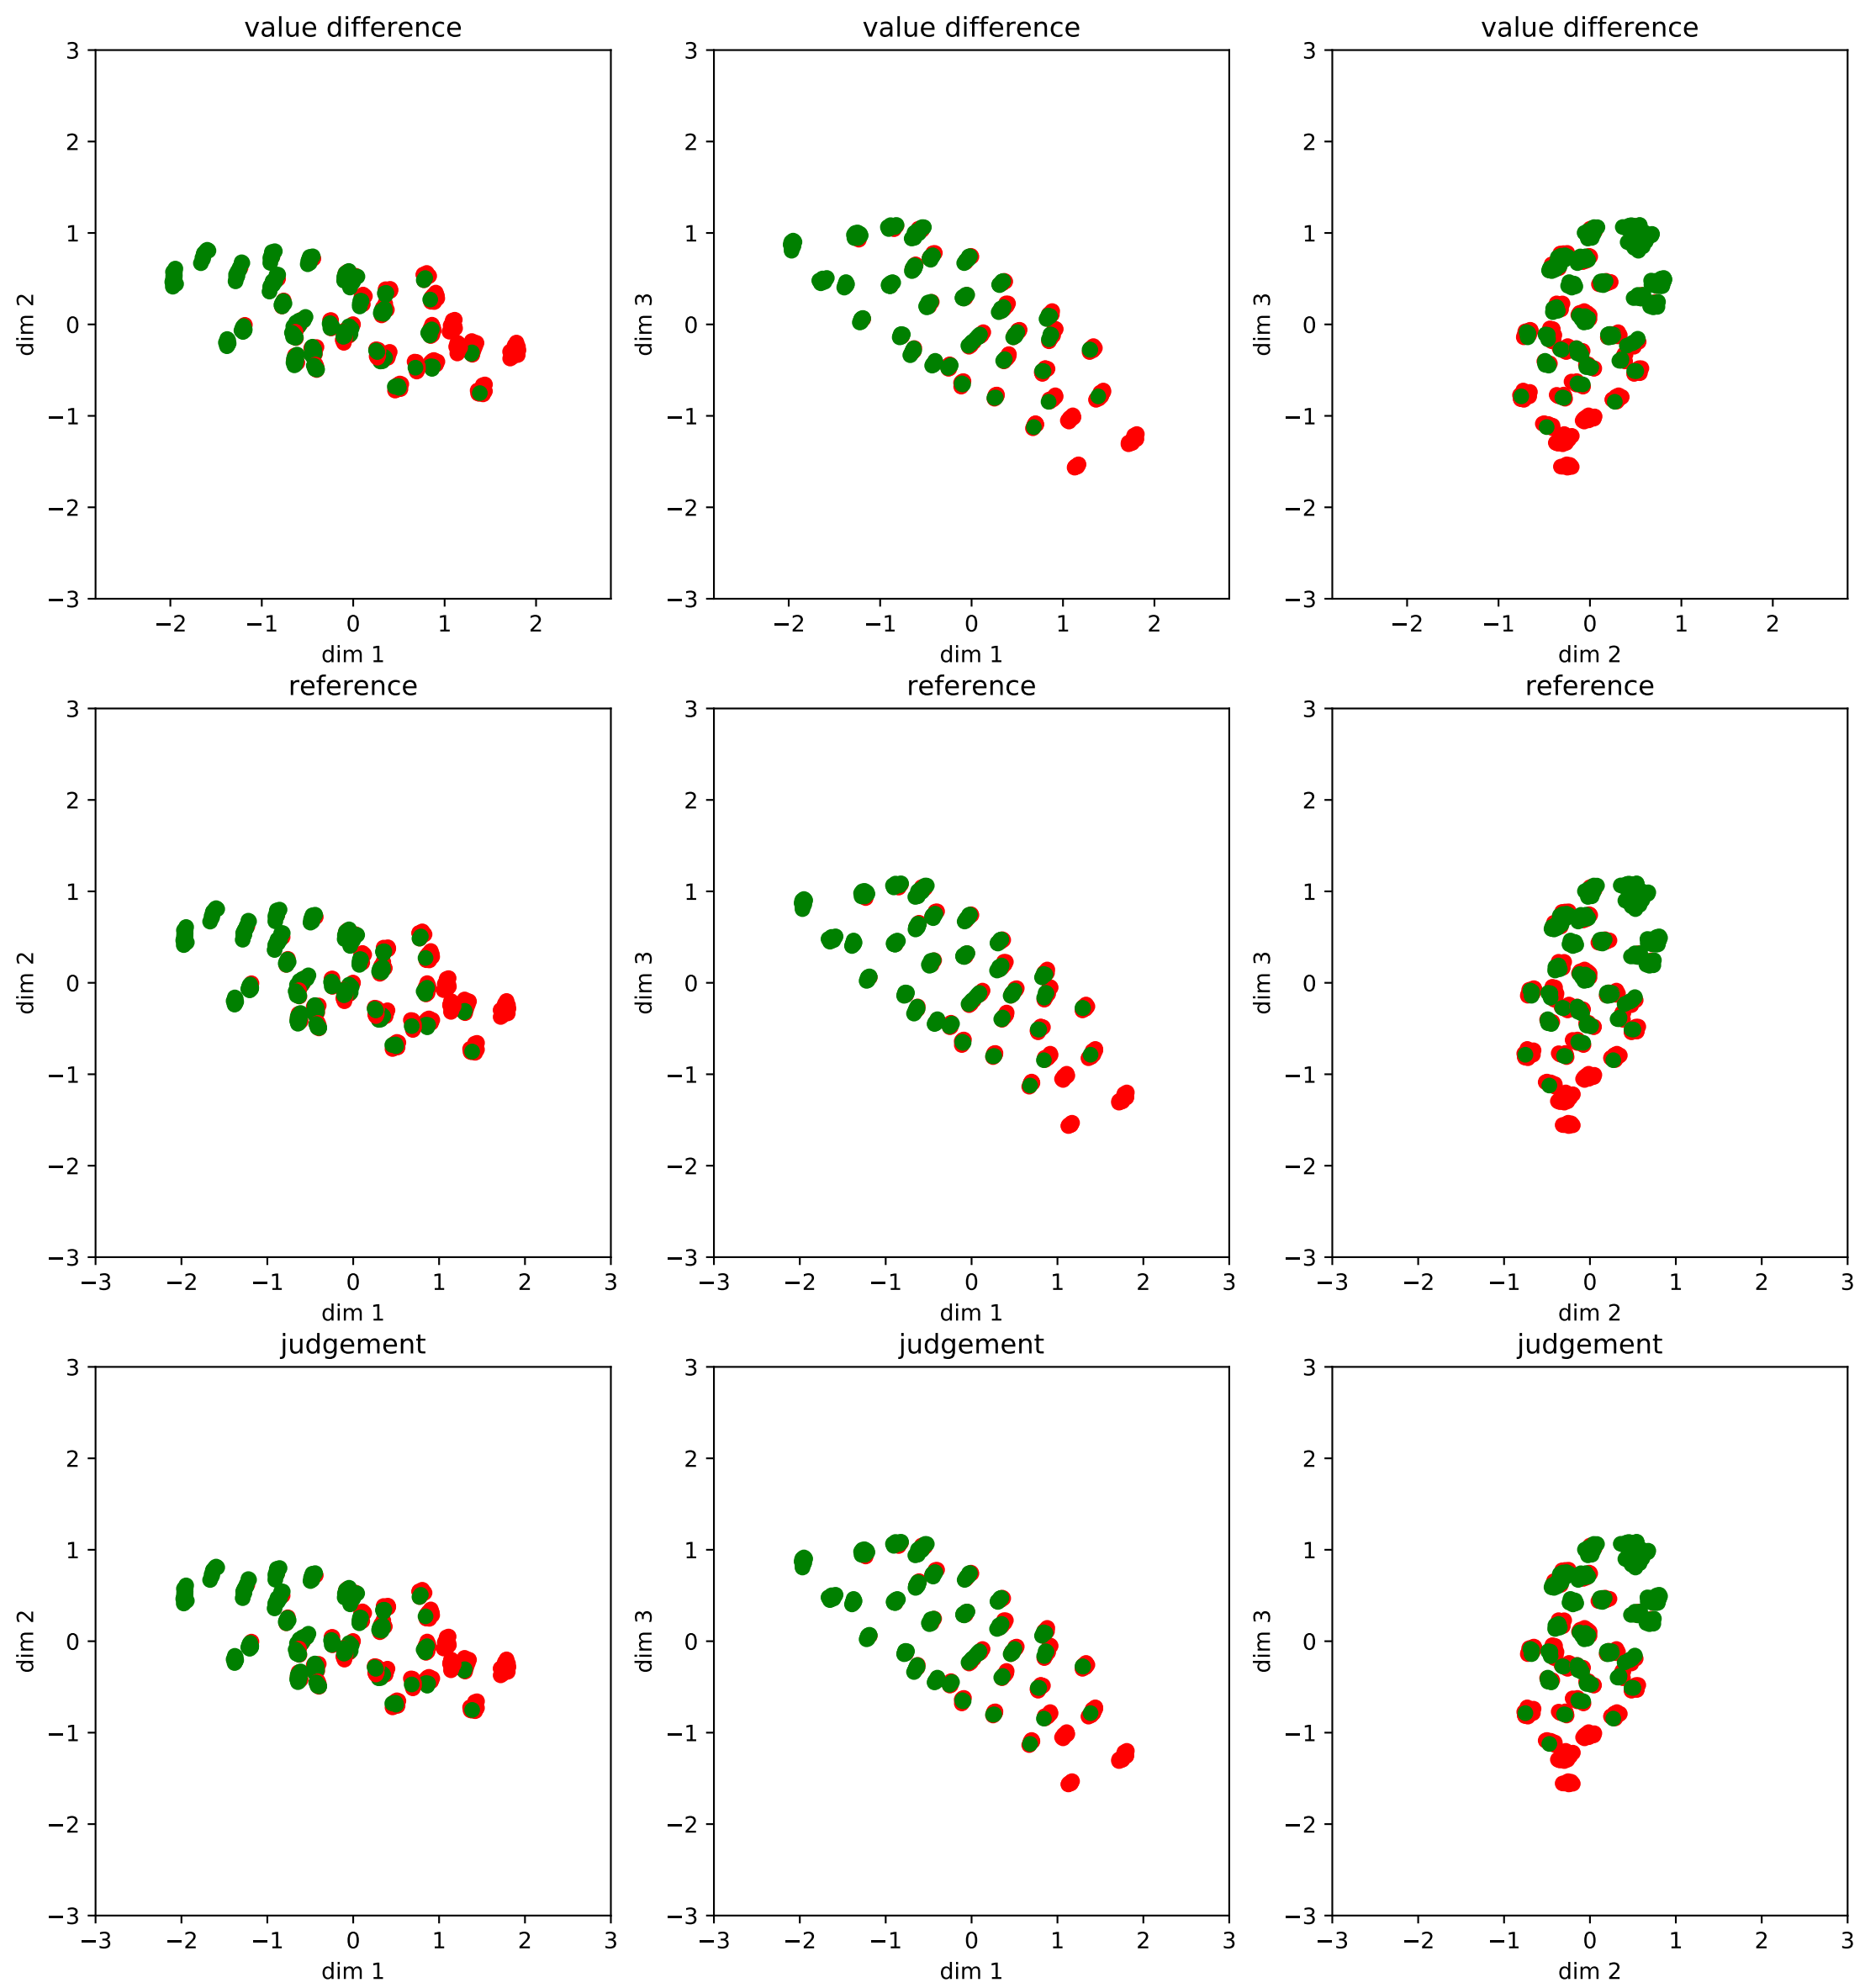 value difference value difference value difference
3 3 3
2 2 2
1 1 1
dim 2 0 dim 3 0 dim 3 0
−1 −1 −1
−2 −2 −2
−3 −3 −3
−2 −1 0 1 2 −2 −1 0 1 2 −2 −1 0 1 2
dim 1 dim 1 dim 2
reference reference reference
3 3 3
2 2 2
1 1 1
dim 2 0 dim 3 0 dim 3 0
−1 −1 −1
−2 −2 −2
−3 −3 −3
−3 −2 −1 0 1 2 3 −3 −2 −1 0 1 2 3 −3 −2 −1 0 1 2 3
dim 1 dim 1 dim 2
judgement judgement judgement
3 3 3
2 2 2
1 1 1
dim 2 0 dim 3 0 dim 3 0
−1 −1 −1
−2 −2 −2
−3 −3 −3
−3 −2 −1 0 1 2 3 −3 −2 −1 0 1 2 3 −3 −2 −1 0 1 2 3
dim 1 dim 1 dim 2